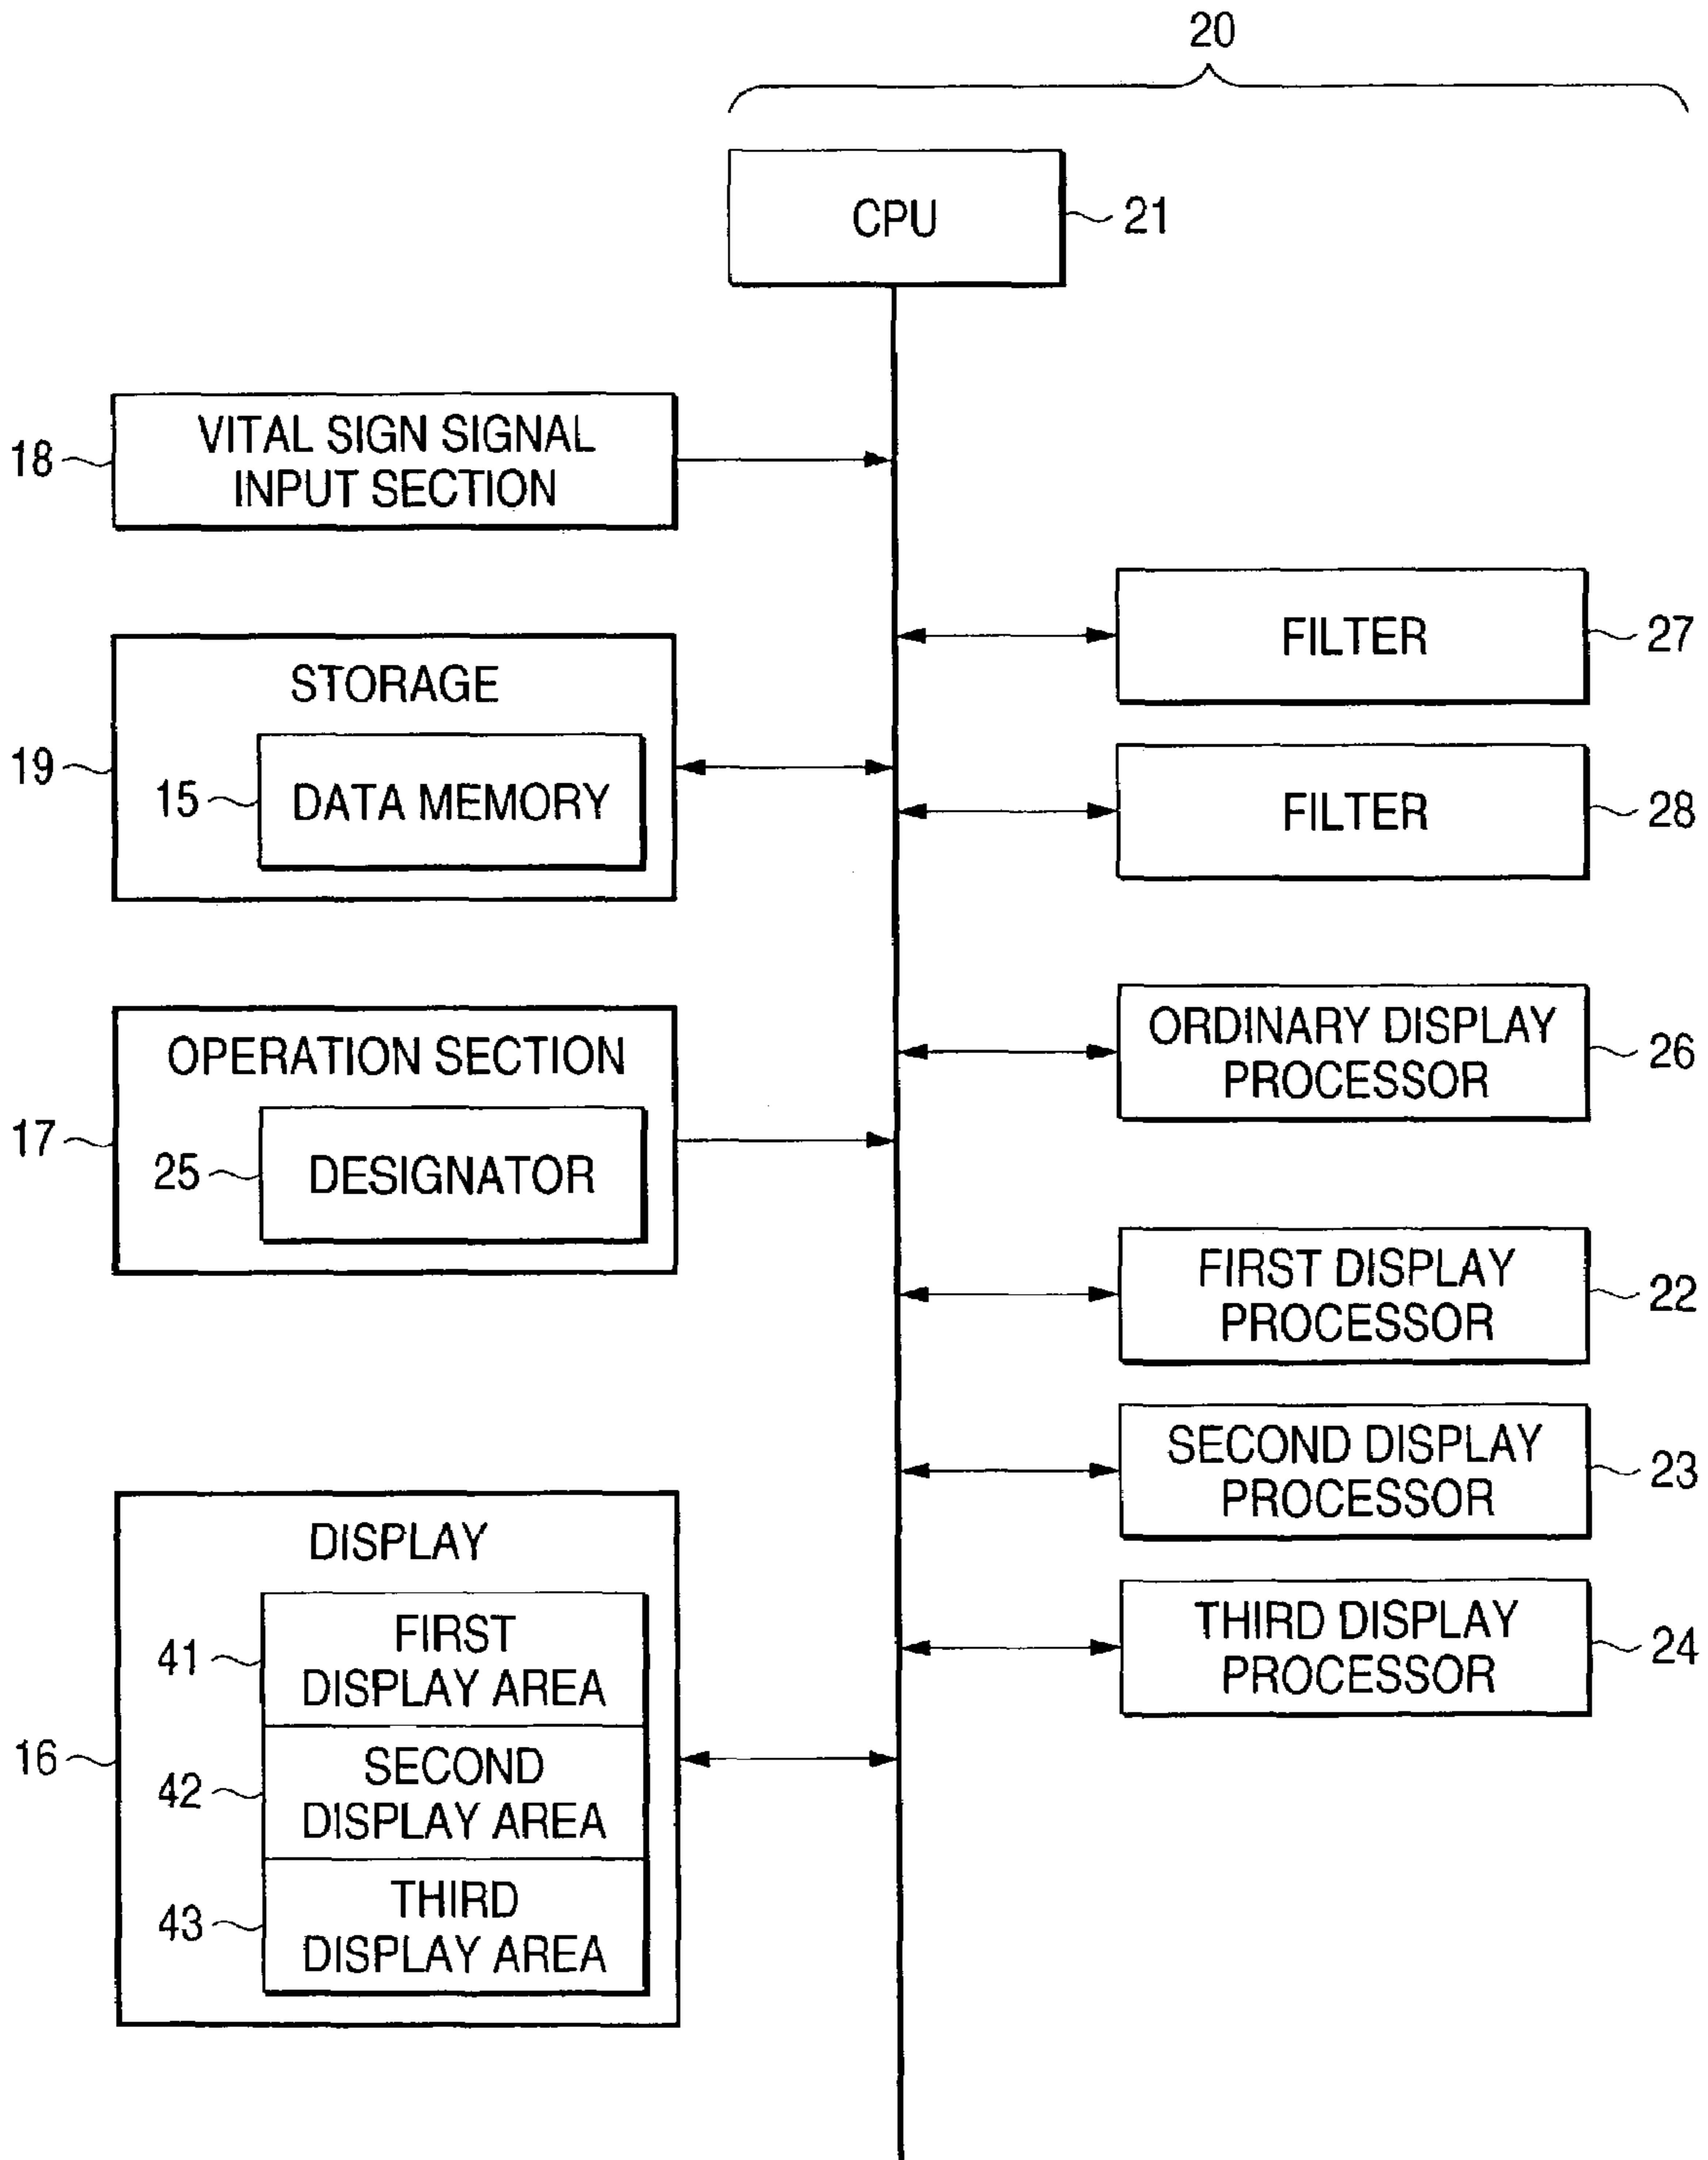 20
CPU
21
VITAL SIGN SIGNAL
INPUT SECTION
18
FILTER
27
STORAGE
19
15
DATA MEMORY
FILTER
28
ORDINARY DISPLAY
PROCESSOR
26
OPERATION SECTION
17
25
DESIGNATOR
FIRST DISPLAY
PROCESSOR
22
SECOND DISPLAY
PROCESSOR
23
DISPLAY
THIRD DISPLAY
PROCESSOR
24
41
FIRST
DISPLAY AREA
16
42
SECOND
DISPLAY AREA
43
THIRD
DISPLAY AREA